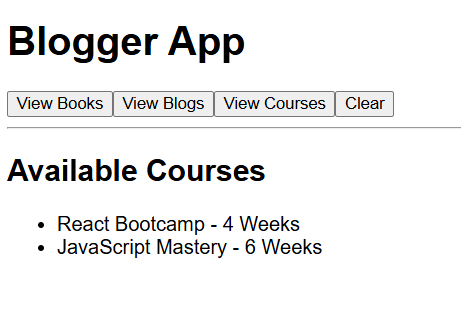 Blogger App
View Books View Blogs View Courses Clear
Available Courses
React Bootcamp - 4 Weeks
JavaScript Mastery - 6 Weeks